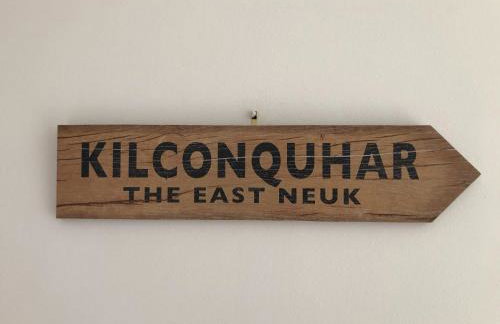 KILCONQUHAR
THE EAST NEUK